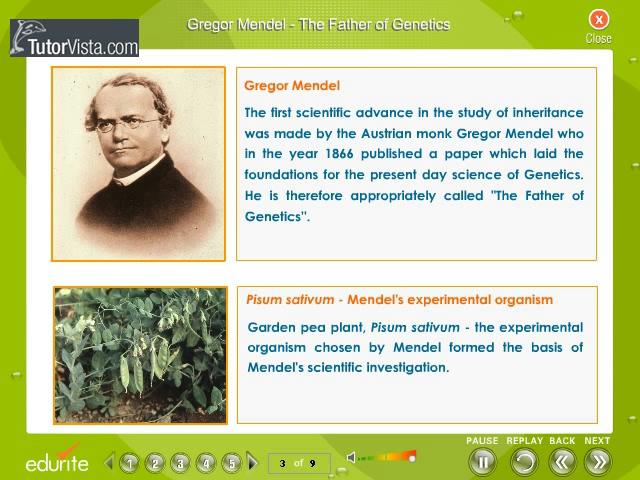 Gregor Mendel - The Father of Genetics
Close
TutorVista.com
Gregor Mendel
The first scientific advance in the study of inheritance
was made by the Austrian monk Gregor Mendel who
in the year 1866 published a paper which laid the
foundations for the present day science of Genetics.
He is therefore appropriately called "The Father of
Genetics".
Pisum sativum - Mendel's experimental organism
Garden pea plant, Pisum sativum - the experimental
organism chosen by Mendel formed the basis of
Mendel's scientific investigation.
PAUSE REPLAY BACK NEXT
edurite
1 2 3 4 5
3 of 9